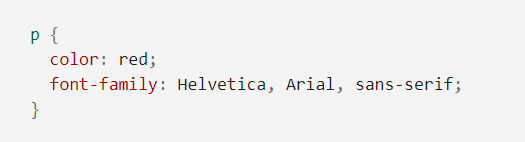 p {
  color: red;
  font-family: Helvetica, Arial, sans-serif;
}